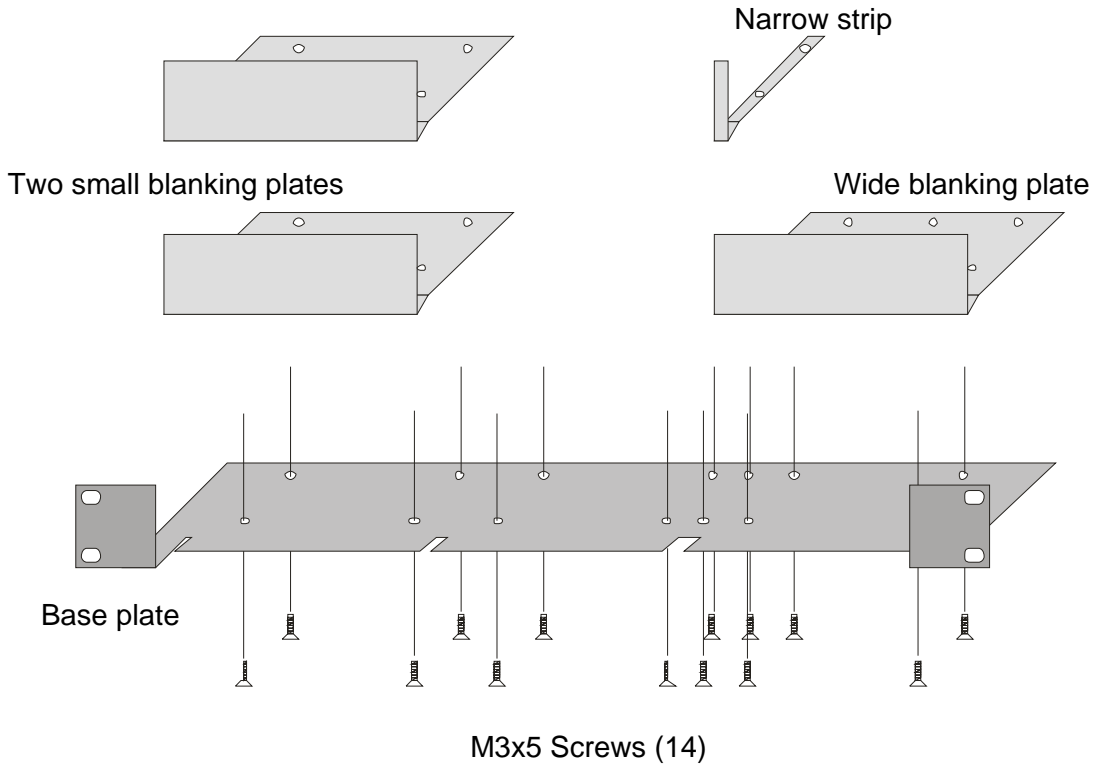 Narrow strip
Two small blanking plates
Wide blanking plate
Base plate
M3x5 Screws (14)